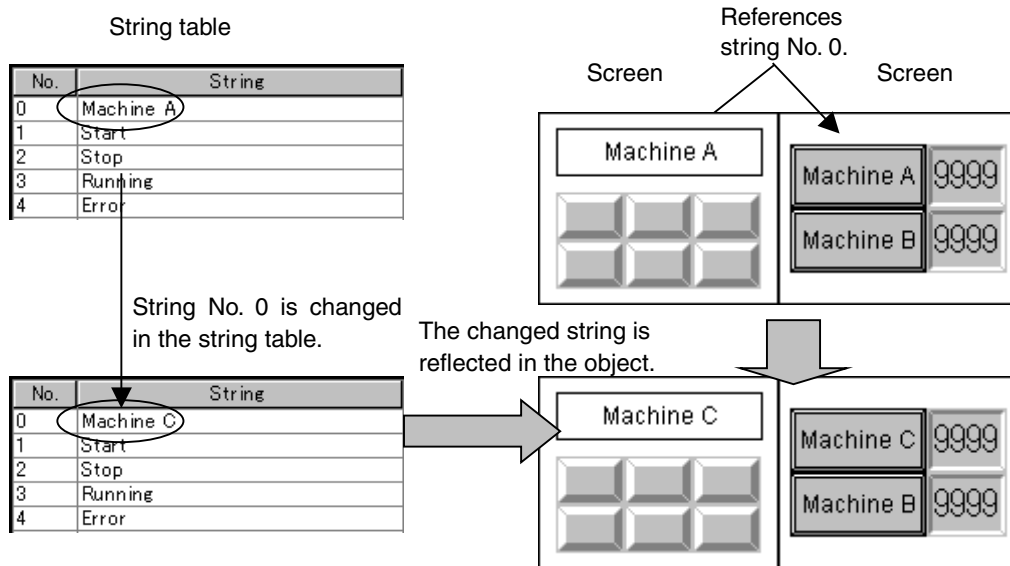 String table
No. String
0 Machine A
1 Start
2 Stop
3 Running
4 Error
String No. 0 is changed
in the string table.
No. String
0 Machine C
1 Start
2 Stop
3 Running
4 Error
References
string No. 0.
Screen
Screen
Machine A
Machine A 9999
Machine B 9999
The changed string is
reflected in the object.
Machine C
Machine C 9999
Machine B 9999